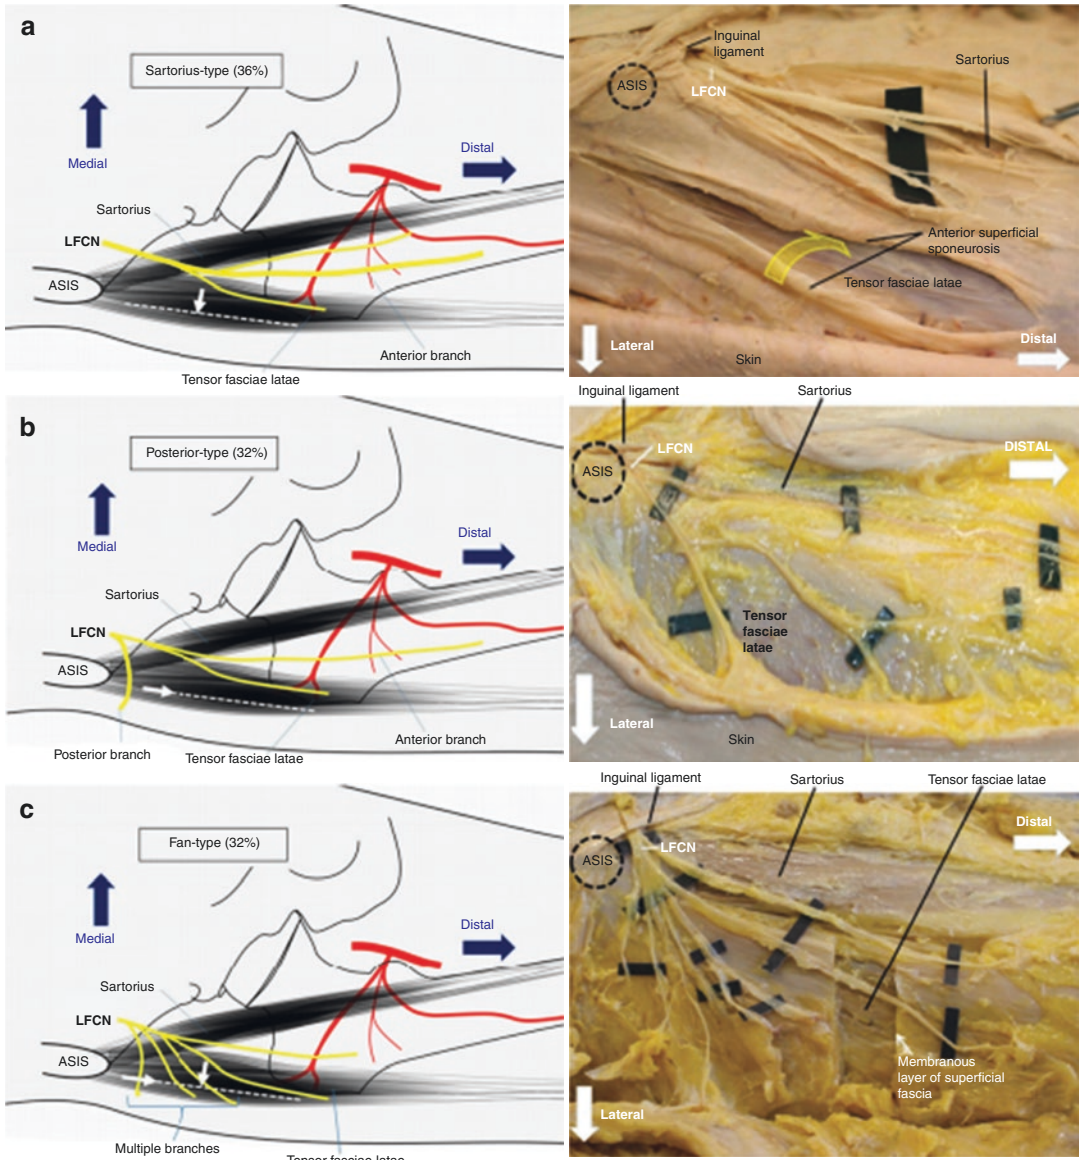 a
Sartorius-type (36%)
Medial
Distal
Sartorius
LFCN
ASIS
Anterior branch
Tensor fasciae latae
Inguinal
ligament
Sartorius
ASIS
LFCN
Anterior superficial
sponeurosis
Tensor fasciae latae
Lateral
Distal
Skin
b
Posterior-type (32%)
Medial
Distal
Sartorius
LFCN
ASIS
Anterior branch
Posterior branch
Tensor fasciae latae
Inguinal ligament
Sartorius
LFCN
DISTAL
ASIS
Tensor
fasciae
latae
Lateral
Skin
c
Fan-type (32%)
Medial
Distal
Sartorius
LFCN
ASIS
Multiple branches
Tensor fasciae latae
Inguinal ligament
Sartorius
Tensor fasciae latae
Distal
LFCN
ASIS
Membranous
layer of superficial
fascia
Lateral